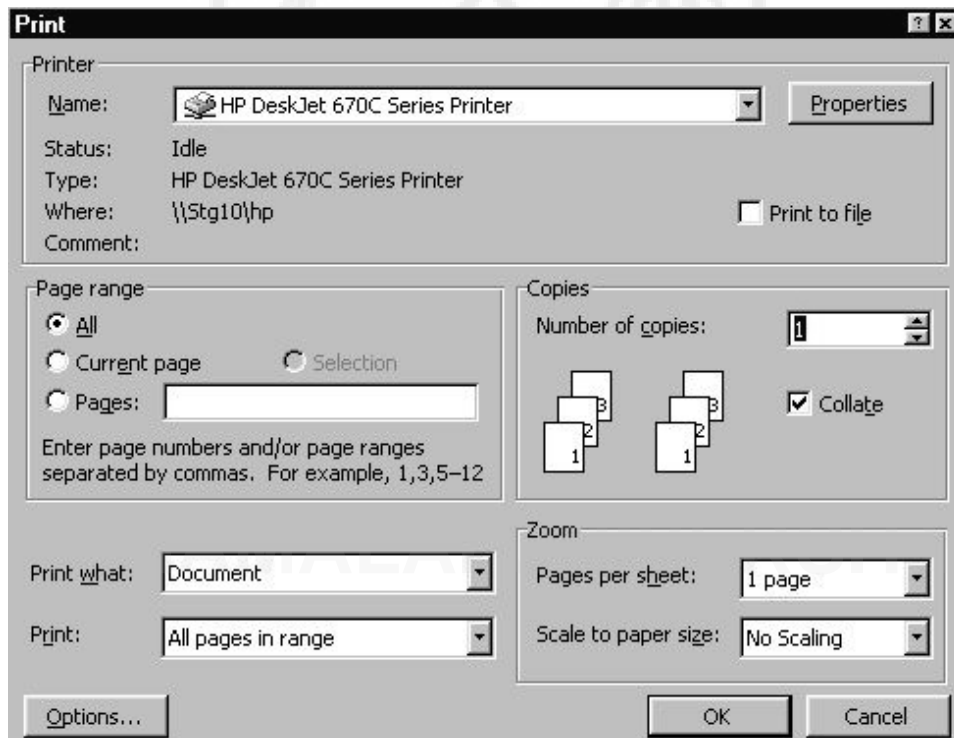 Print
Printer
Name: HP DeskJet 670C Series Printer Properties
Status: Idle
Type: HP DeskJet 670C Series Printer
Where: \\Stg10\hp Print to file
Comment:
Page range
All
Current page Selection
Pages:
Enter page numbers and/or page ranges
separated by commas. For example, 1,3,5–12
Copies
Number of copies: 1
3 3
2 2
1 1
Collate
Print what: Document
Print: All pages in range
Zoom
Pages per sheet: 1 page
Scale to paper size: No Scaling
Options... OK Cancel